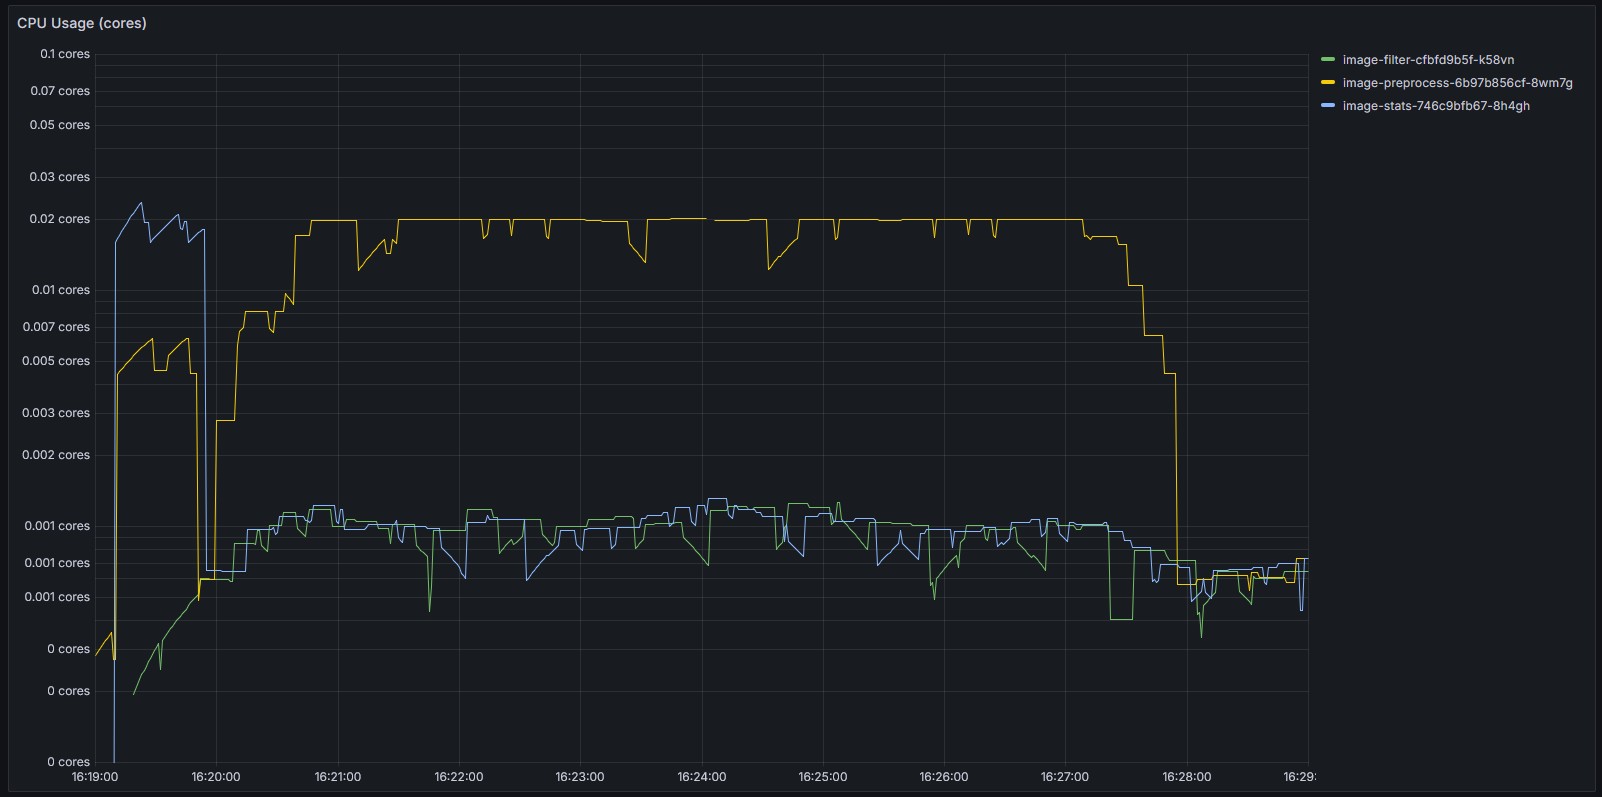 CPU Usage (cores)
0.1 cores
0.07 cores
0.05 cores
0.03 cores
0.02 cores
0.01 cores
0.007 cores
0.005 cores
0.003 cores
0.002 cores
0.001 cores
0.001 cores
0.001 cores
0 cores
0 cores
0 cores
16:19:00 16:20:00 16:21:00 16:22:00 16:23:00 16:24:00 16:25:00 16:26:00 16:27:00 16:28:00 16:29:
image-filter-cfbfd9b5f-k58vn
image-preprocess-6b97b856cf-8wm7g
image-stats-746c9bfb67-8h4gh